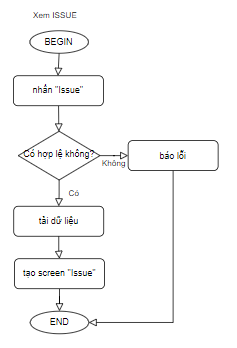 Xem ISSUE
BEGIN
nhấn "Issue"
Có hợp lệ không?
Không
báo lỗi
Có
tải dữ liệu
tạo screen "Issue"
END